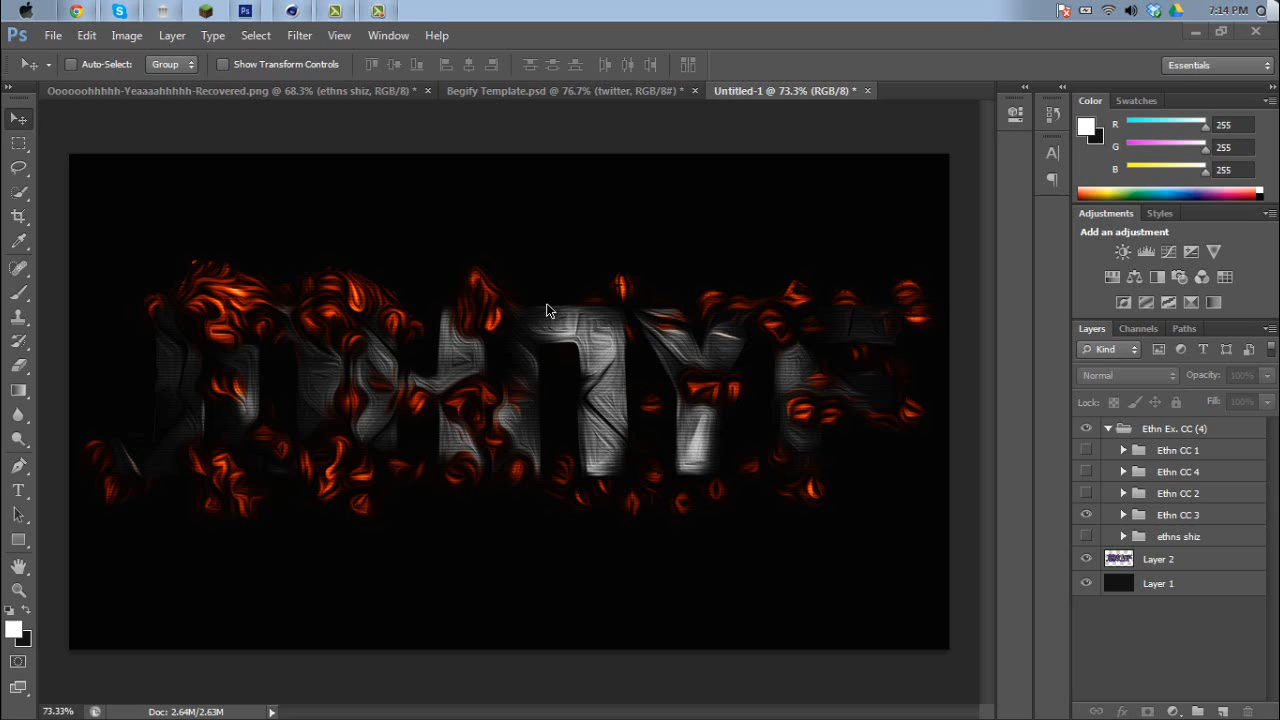 7:14 PM
Ps File Edit Image Layer Type Select Filter View Window Help
Auto-Select: Group Show Transform Controls Essentials
Oooooohhhhh-Yeaaaahhhhh-Recovered.png @ 68.3% (ethns shiz, RGB/8) * Begify Template.psd @ 76.7% (twitter, RGB/8#) * Untitled-1 @ 73.3% (RGB/8) *
Color Swatches
R 255
G 255
B 255
Adjustments Styles
Add an adjustment
Layers Channels Paths
Kind
Normal Opacity: 100%
Lock: Fill: 100%
Ethn Ex. CC (4)
Ethn CC 1
Ethn CC 4
Ethn CC 2
Ethn CC 3
ethns shiz
Layer 2
Layer 1
73.33% Doc: 2.64M/2.63M